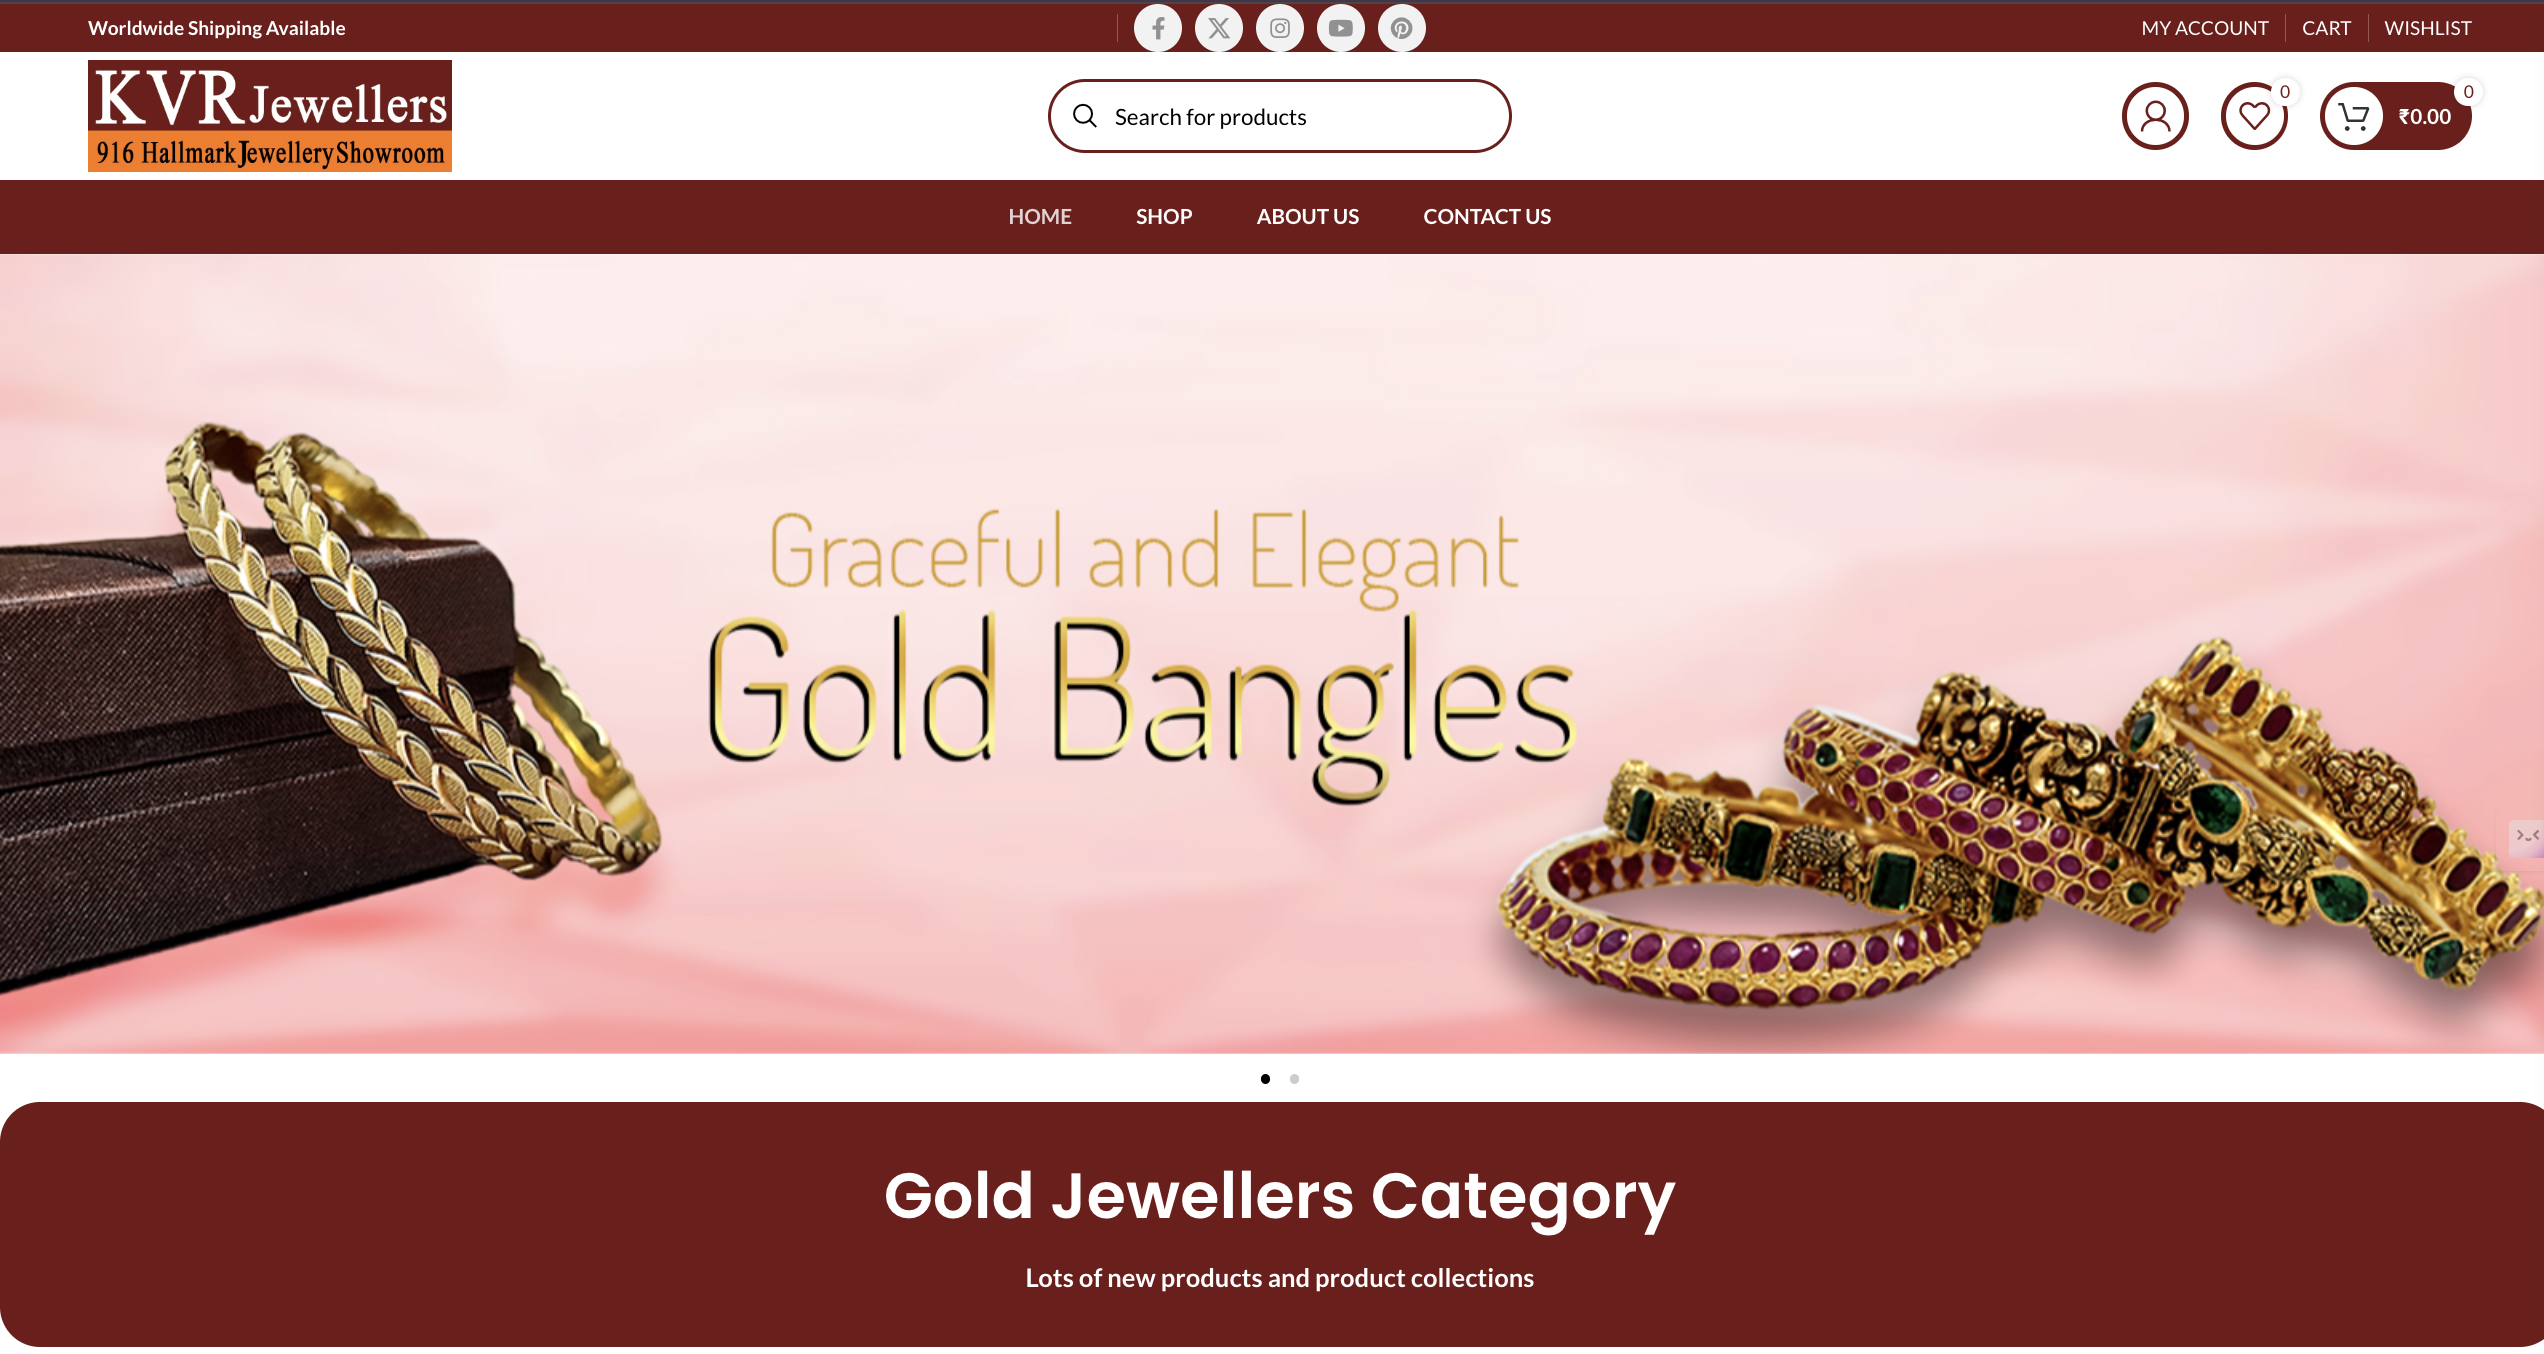 Worldwide Shipping Available
MY ACCOUNT
CART
WISHLIST
KVR Jewellers
916 Hallmark Jewellery Showroom
Search for products
0
₹0.00
0
HOME
SHOP
ABOUT US
CONTACT US
Graceful and Elegant
Gold Bangles
Gold Jewellers Category
Lots of new products and product collections